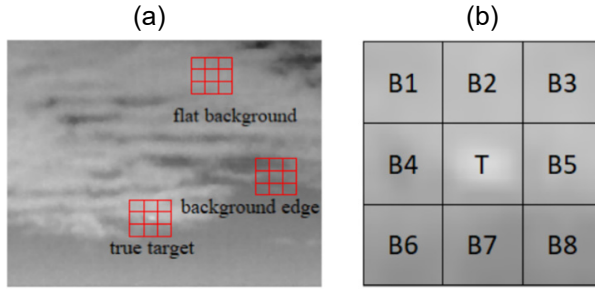 (a)
(b)
flat background
background edge
true target
B1 B2 B3
B4 T B5
B6 B7 B8